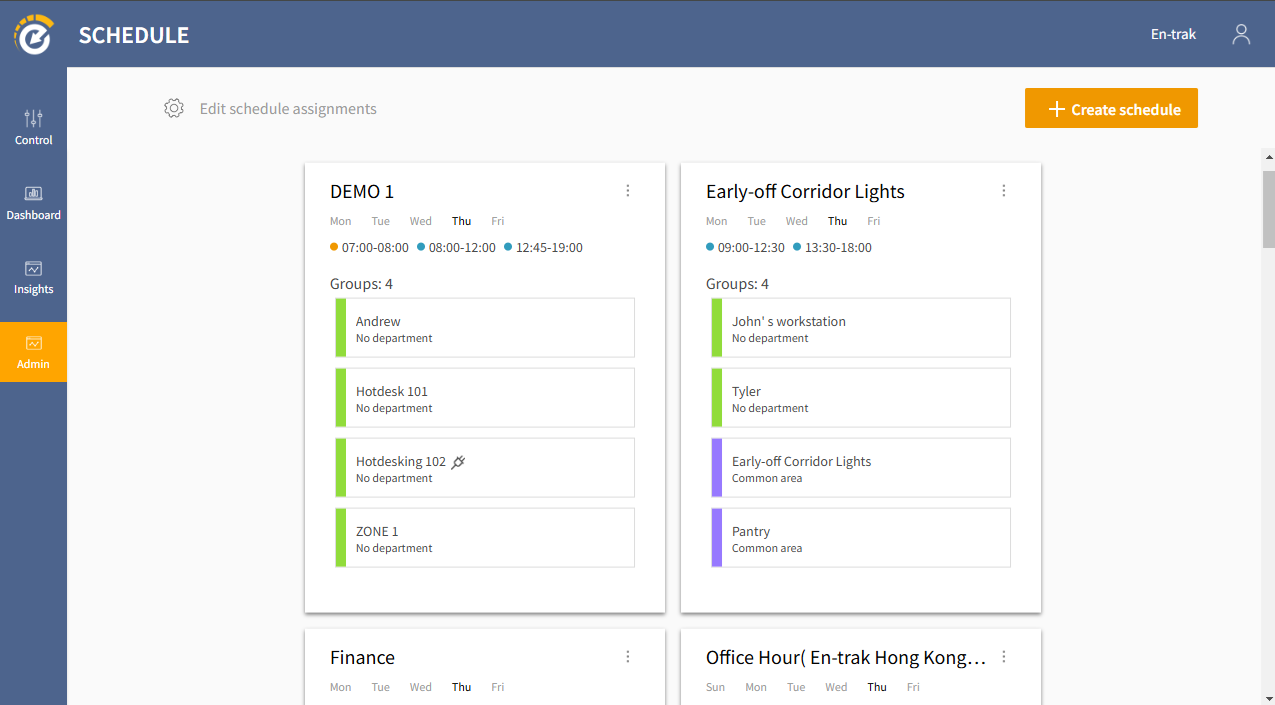 SCHEDULE
En-trak
Control
Dashboard
Insights
Admin
Edit schedule assignments
+ Create schedule
DEMO 1
Mon Tue Wed Thu Fri
07:00-08:00 08:00-12:00 12:45-19:00
Groups: 4
Andrew
No department
Hotdesk 101
No department
Hotdesking 102
No department
ZONE 1
No department
Early-off Corridor Lights
Mon Tue Wed Thu Fri
09:00-12:30 13:30-18:00
Groups: 4
John' s workstation
No department
Tyler
No department
Early-off Corridor Lights
Common area
Pantry
Common area
Finance
Mon Tue Wed Thu Fri
Office Hour( En-trak Hong Kong…
Sun Mon Tue Wed Thu Fri